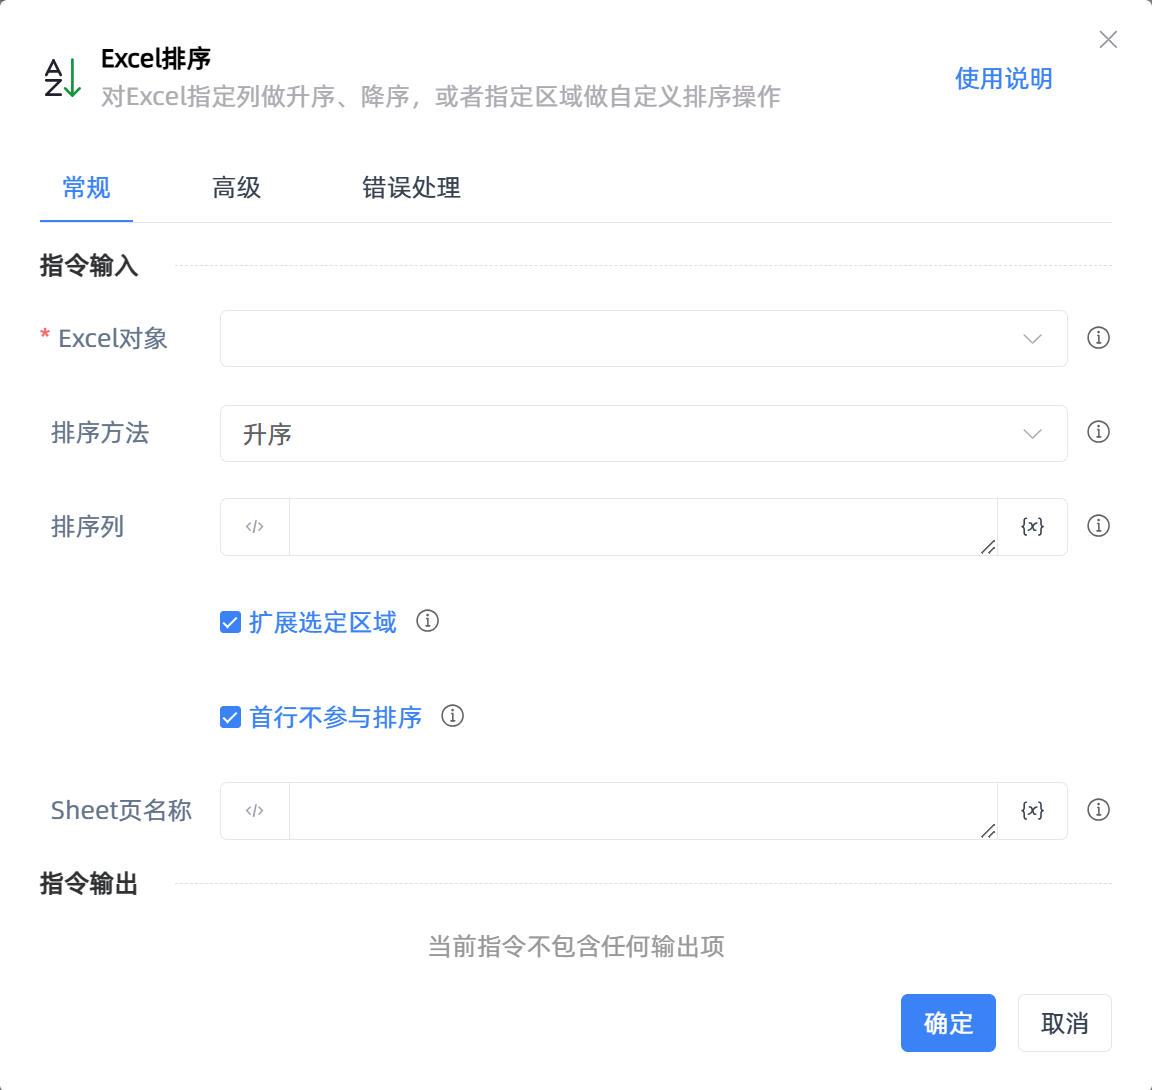 Excel排序
对Excel指定列做升序、降序，或者指定区域做自定义排序操作
使用说明
常规
高级
错误处理
指令输入
* Excel对象
排序方法
升序
排序列
</>
{x}
扩展选定区域
首行不参与排序
Sheet页名称
</>
{x}
指令输出
当前指令不包含任何输出项
确定
取消